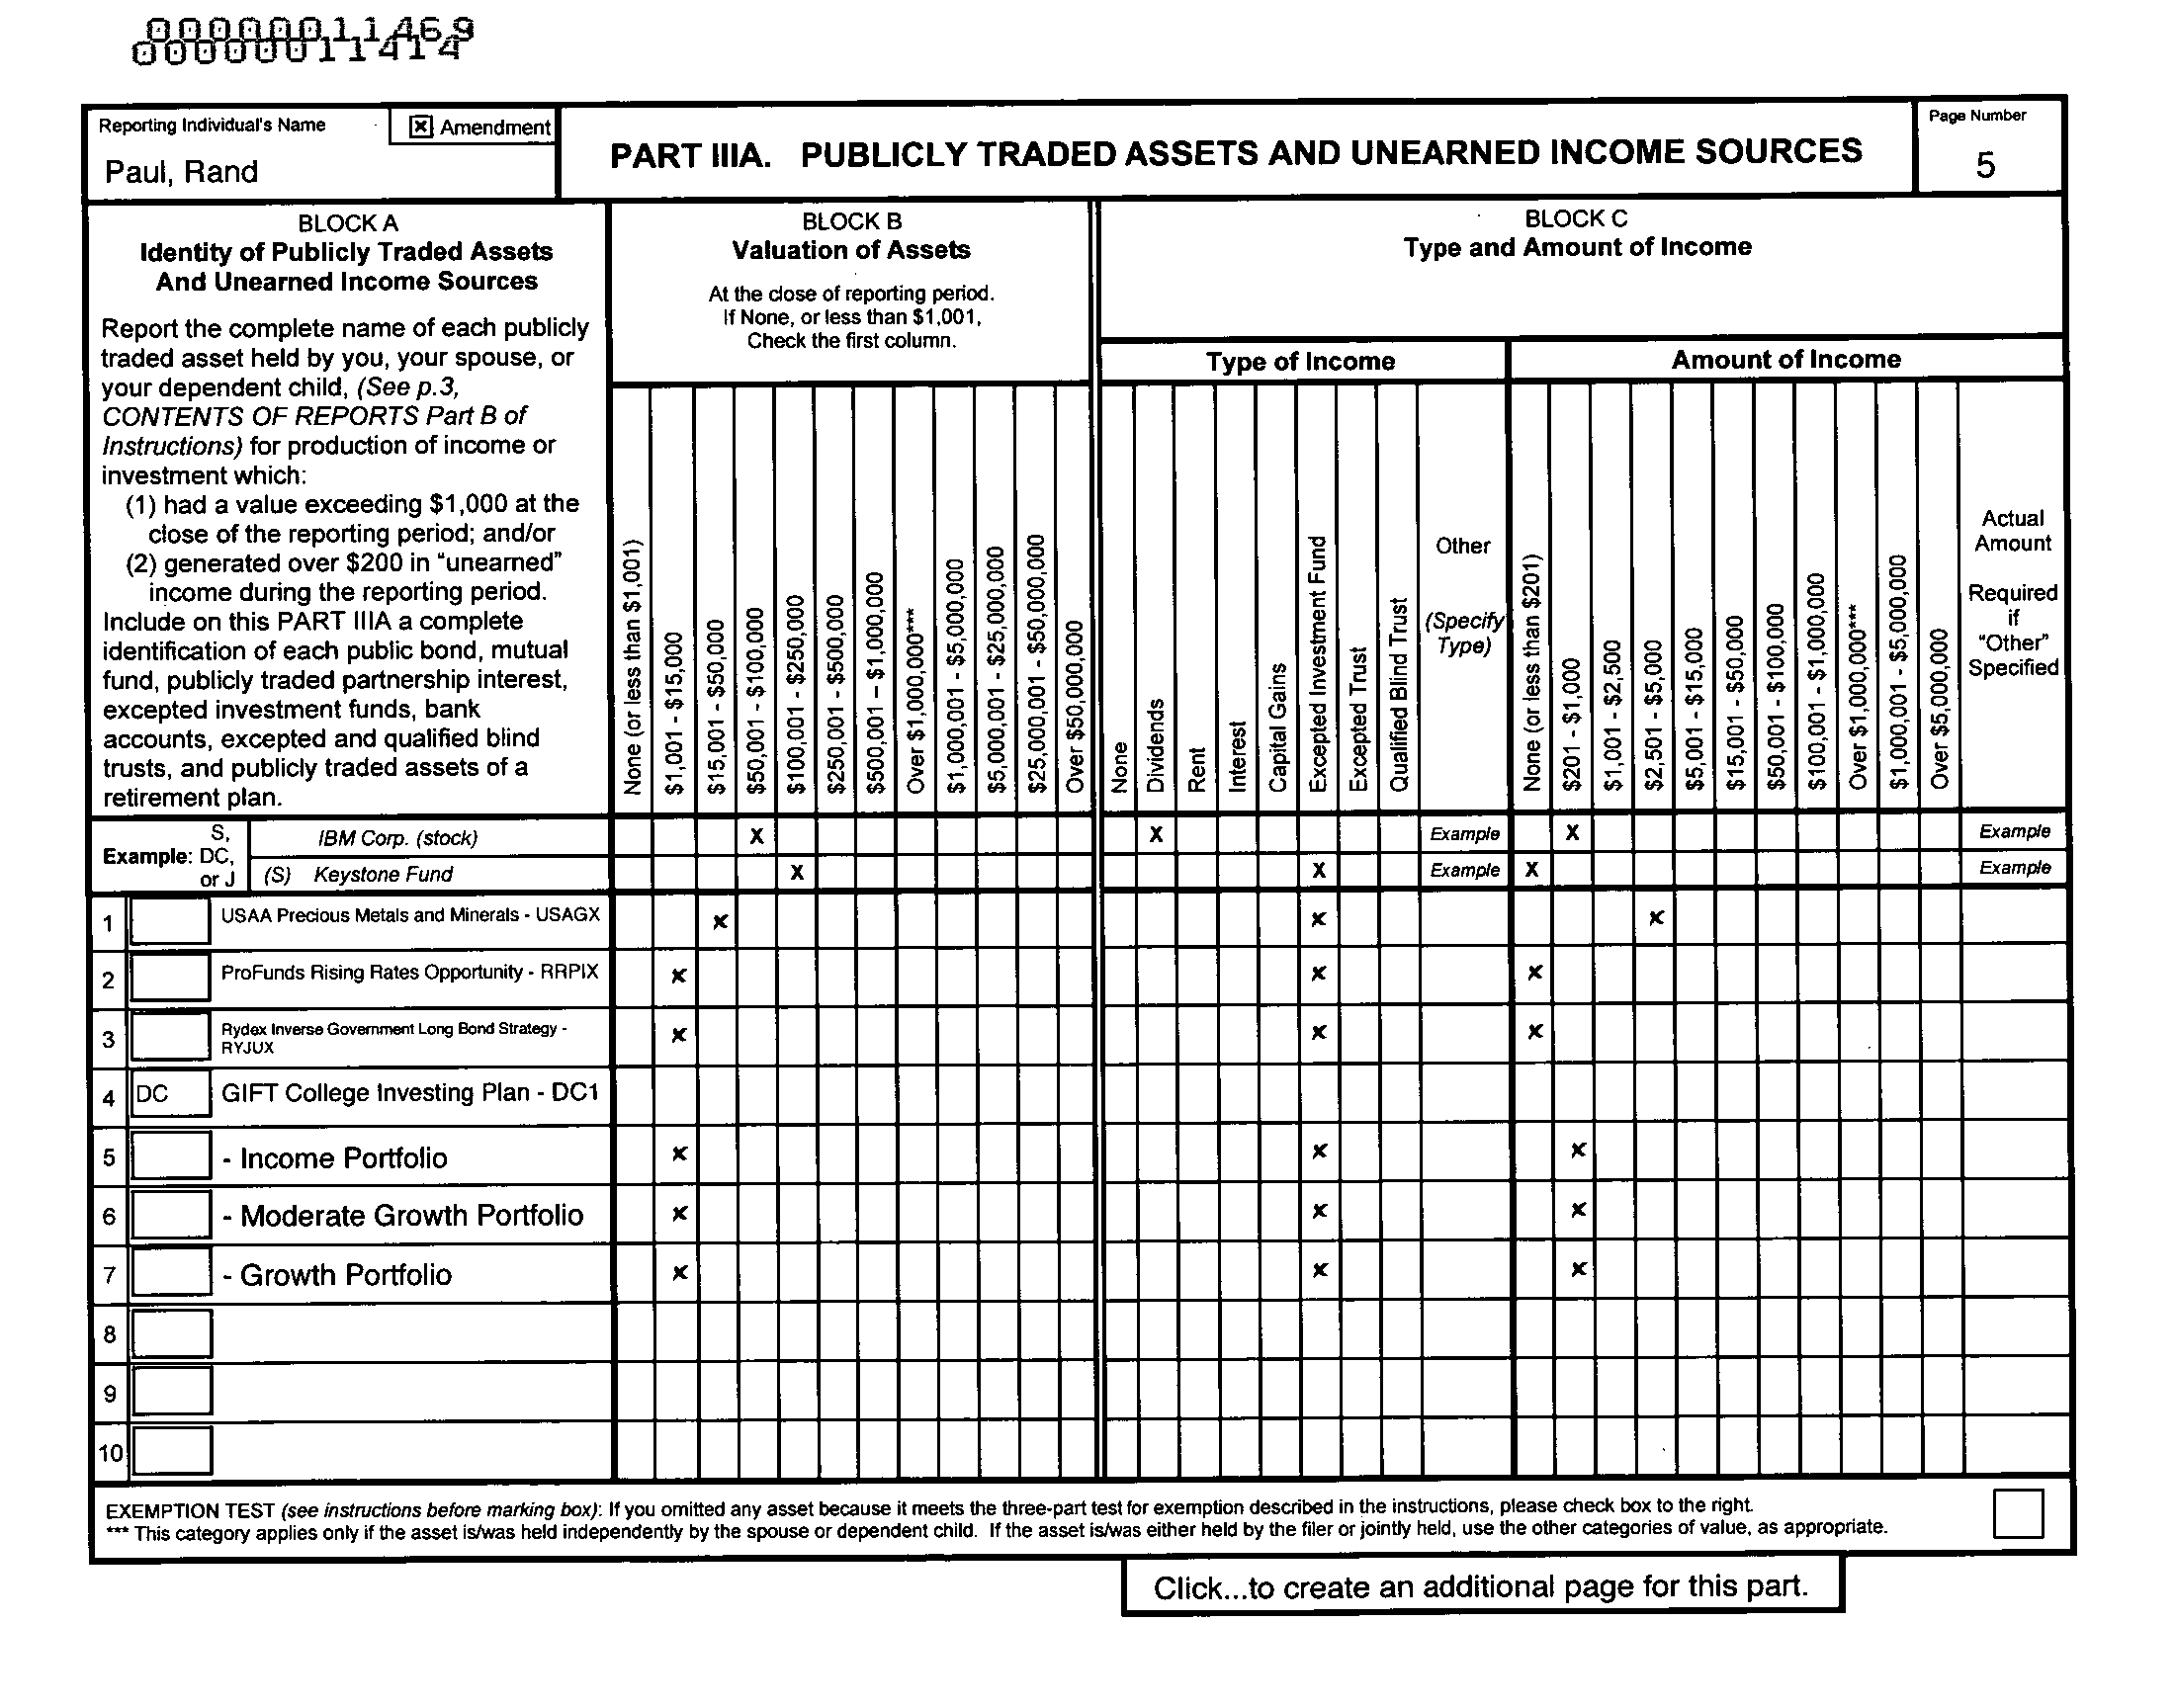 000000011469
000000011414
Reporting Individual's Name
☒ Amendment
Paul, Rand
PART IIIA. PUBLICLY TRADED ASSETS AND UNEARNED INCOME SOURCES
Page Number
5
BLOCK A
Identity of Publicly Traded Assets
And Unearned Income Sources
Report the complete name of each publicly
traded asset held by you, your spouse, or
your dependent child, (See p.3,
CONTENTS OF REPORTS Part B of
Instructions) for production of income or
investment which:
(1) had a value exceeding $1,000 at the
close of the reporting period; and/or
(2) generated over $200 in "unearned"
income during the reporting period.
Include on this PART IIIA a complete
identification of each public bond, mutual
fund, publicly traded partnership interest,
excepted investment funds, bank
accounts, excepted and qualified blind
trusts, and publicly traded assets of a
retirement plan.
BLOCK B
Valuation of Assets
At the close of reporting period.
If None, or less than $1,001,
Check the first column.
None (or less than $1,001)
$1,001 - $15,000
$15,001 - $50,000
$50,001 - $100,000
$100,001 - $250,000
$250,001 - $500,000
$500,001 – $1,000,000
Over $1,000,000***
$1,000,001 - $5,000,000
$5,000,001 - $25,000,000
$25,000,001 - $50,000,000
Over $50,000,000
BLOCK C
Type and Amount of Income
Type of Income
None
Dividends
Rent
Interest
Capital Gains
Excepted Investment Fund
Excepted Trust
Qualified Blind Trust
Other
(Specify
Type)
Amount of Income
None (or less than $201)
$201 - $1,000
$1,001 - $2,500
$2,501 - $5,000
$5,001 - $15,000
$15,001 - $50,000
$50,001 - $100,000
$100,001 - $1,000,000
Over $1,000,000***
$1,000,001 - $5,000,000
Over $5,000,000
Actual
Amount
Required
if
"Other"
Specified
Example:
S,
DC,
or J
IBM Corp. (stock) X X Example X Example
(S) Keystone Fund X X Example X Example
1 USAA Precious Metals and Minerals - USAGX x x x
2 ProFunds Rising Rates Opportunity - RRPIX x x x
3 Rydex Inverse Government Long Bond Strategy -
RYJUX x x x
4 DC GIFT College Investing Plan - DC1
5 - Income Portfolio x x x
6 - Moderate Growth Portfolio x x x
7 - Growth Portfolio x x x
8
9
10
EXEMPTION TEST (see instructions before marking box): If you omitted any asset because it meets the three-part test for exemption described in the instructions, please check box to the right.
*** This category applies only if the asset is/was held independently by the spouse or dependent child. If the asset is/was either held by the filer or jointly held, use the other categories of value, as appropriate.
Click...to create an additional page for this part.